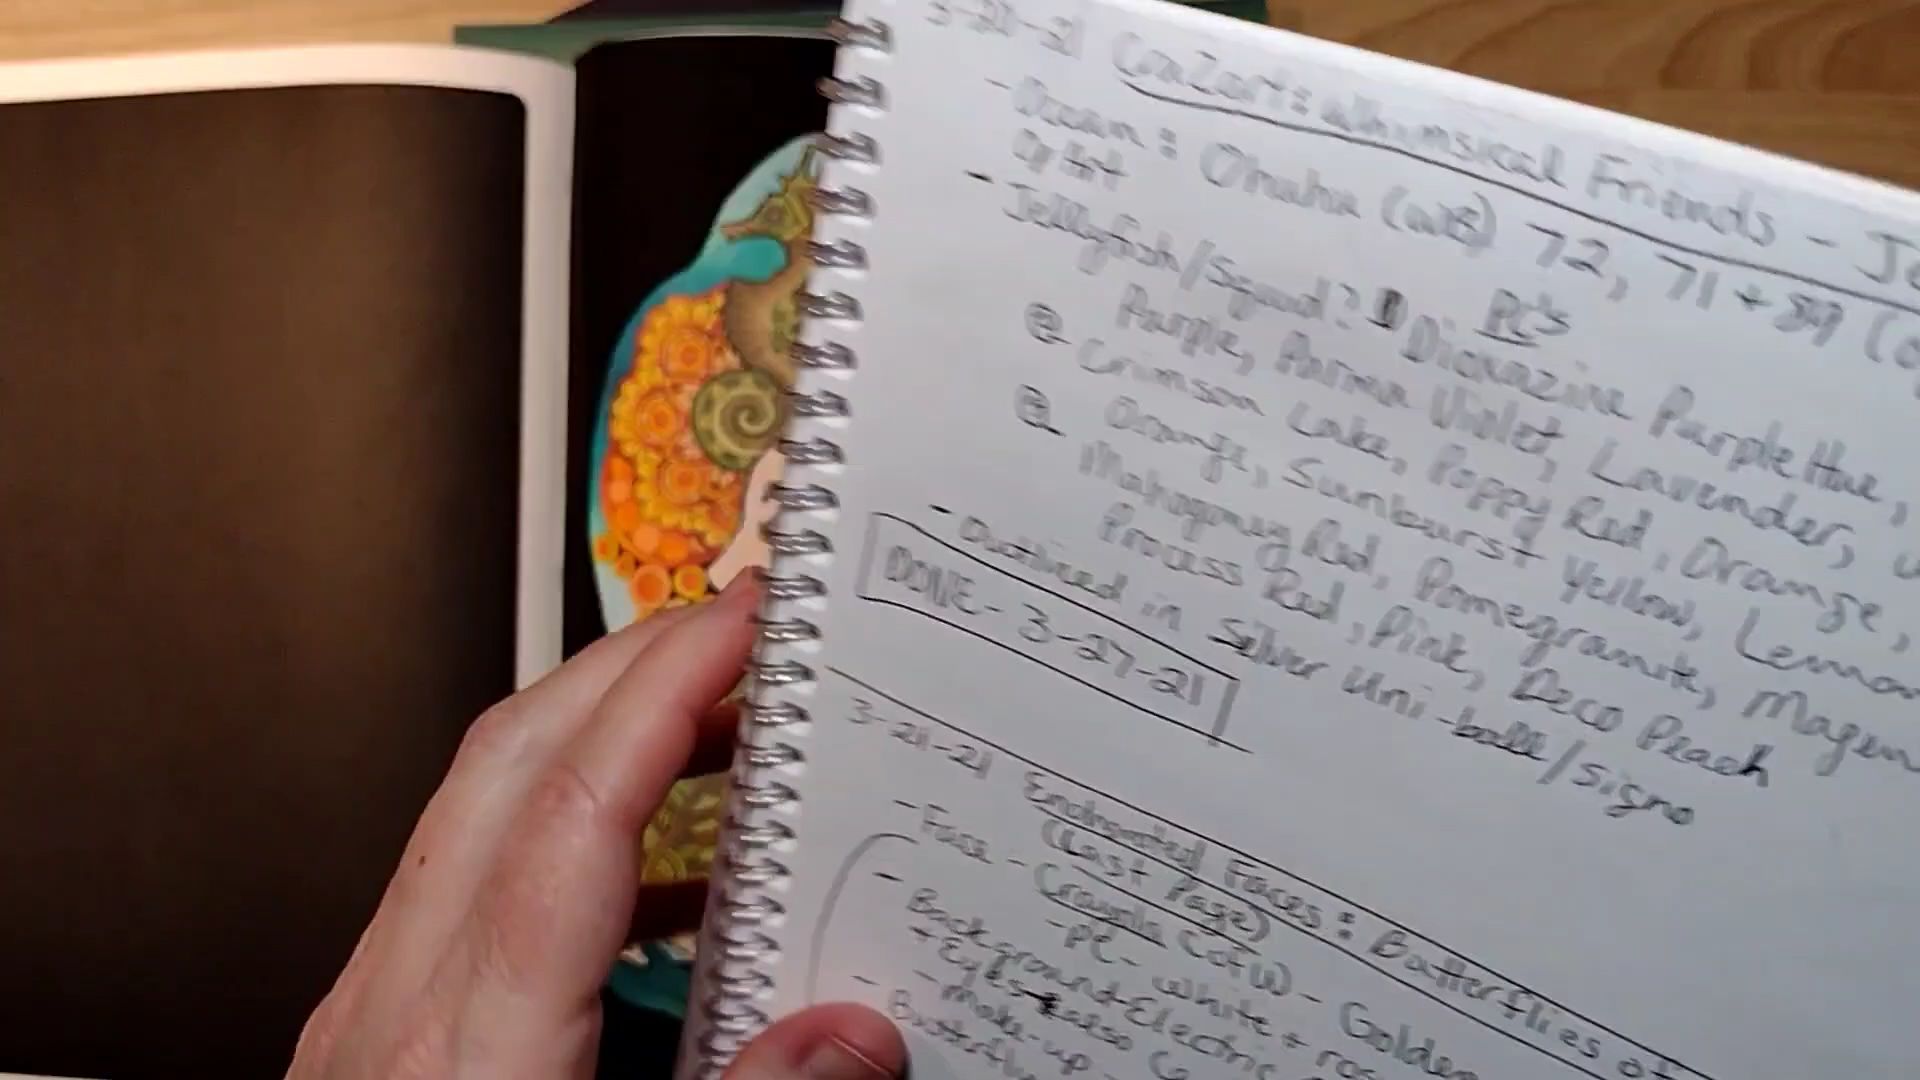 3-20-21 ConZort: Whimsical Friends - Je
- Ocean: Ohuhu (
72, 71 + 89 (
- Jellyfish/Squid: PC's Dioxazine Purple Hue,
Purple, Parma Violet, Lavender,
Crimson Lake, Poppy Red, Orange,
Orange, Sunburst Yellow, Lemon
Mahogany Red, Pomegranate, Magen
Process Red, Pink, Deco Peach
- Outlined in Silver Uni-ball/signo
DONE - 3-27-21
3-21-21 Enchanted Faces: Butterflies of
(Last Page)
- Face - Crayola CofW - Golden
- PC - White + ros
- Background + Electric
+ Eyes also
- Make-up -
- Butterfl